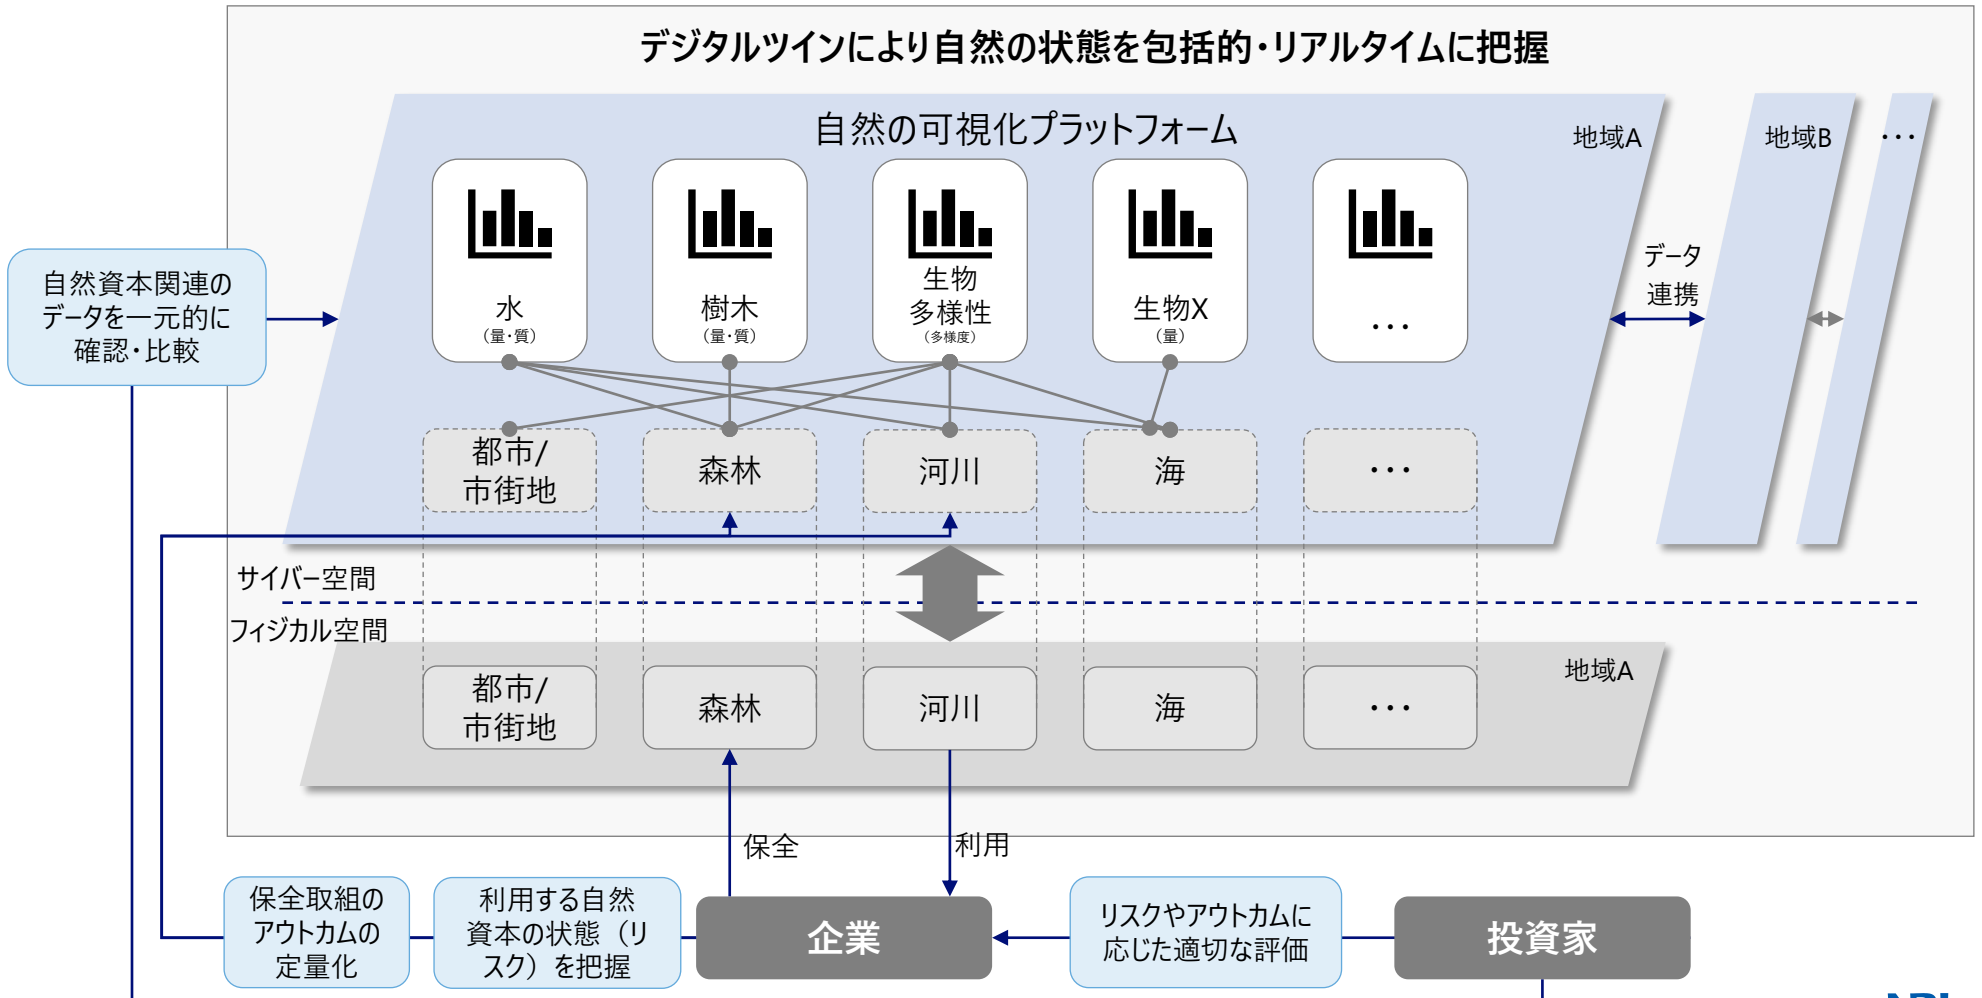 デジタルツインにより自然の状態を包括的・リアルタイムに把握
自然の可視化プラットフォーム
地域A
地域B
…
水
（量・質）
樹木
（量・質）
生物
多様性
（多様度）
生物X
（量）
…
データ
連携
自然資本関連の
データを一元的に
確認・比較
都市/
市街地
森林
河川
海
…
サイバー空間
フィジカル空間
地域A
都市/
市街地
森林
河川
海
…
保全
利用
保全取組の
アウトカムの
定量化
利用する自然
資本の状態（リ
スク）を把握
企業
リスクやアウトカムに
応じた適切な評価
投資家